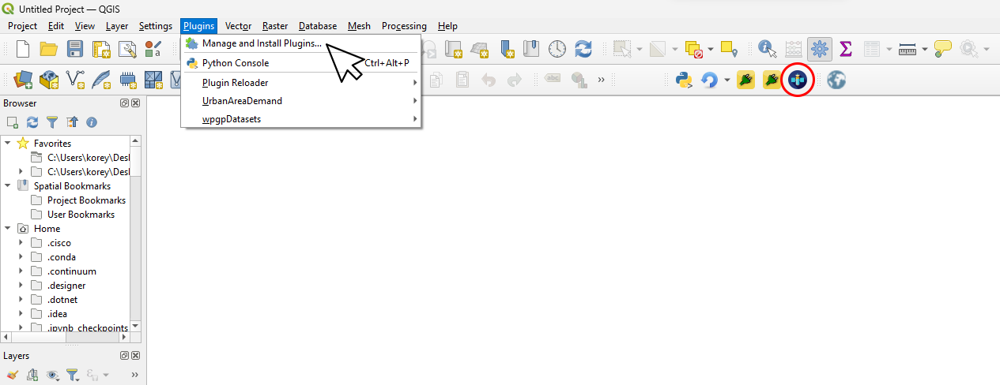 Untitled Project — QGIS
Project Edit View Layer Settings Plugins Vector Raster Database Mesh Processing Help
Manage and Install Plugins...
Python Console Ctrl+Alt+P
Plugin Reloader
UrbanAreaDemand
wpgpDatasets
abc
Browser
Favorites
C:\Users\korey\Desl
C:\Users\korey\Desl
Spatial Bookmarks
Project Bookmarks
User Bookmarks
Home
.cisco
.conda
.continuum
.designer
.dotnet
.idea
.ipynb_checkpoints
Layers